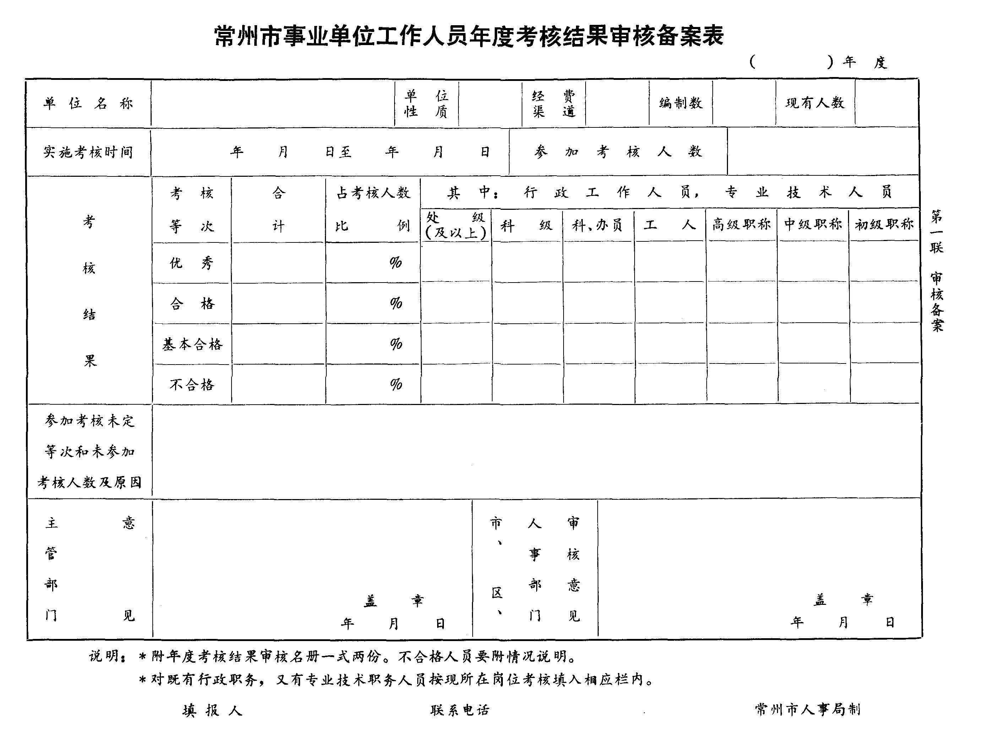 常州市事业单位工作人员年度考核结果审核备案表
（　　　）年 度
单位名称 单位性质 经费渠道 编制数 现有人数
实施考核时间 年 月 日至 年 月 日 参加考核人数
考核结果 考核等次 合计 占考核人数比例 其中：行政工作人员，专业技术人员
处级（及以上） 科级 科、办员 工人 高级职称 中级职称 初级职称
优秀 %
合格 %
基本合格 %
不合格 %
第一联 审核备案
参加考核未定
等次和未参加
考核人数及原因
主管部门意见
盖 章
年 月 日
市、区、人事部门审核意见
盖 章
年 月 日
说明：*附年度考核结果审核名册一式两份。不合格人员要附情况说明。
*对既有行政职务，又有专业技术职务人员按现所在岗位考核填入相应栏内。
填报人 联系电话 常州市人事局制